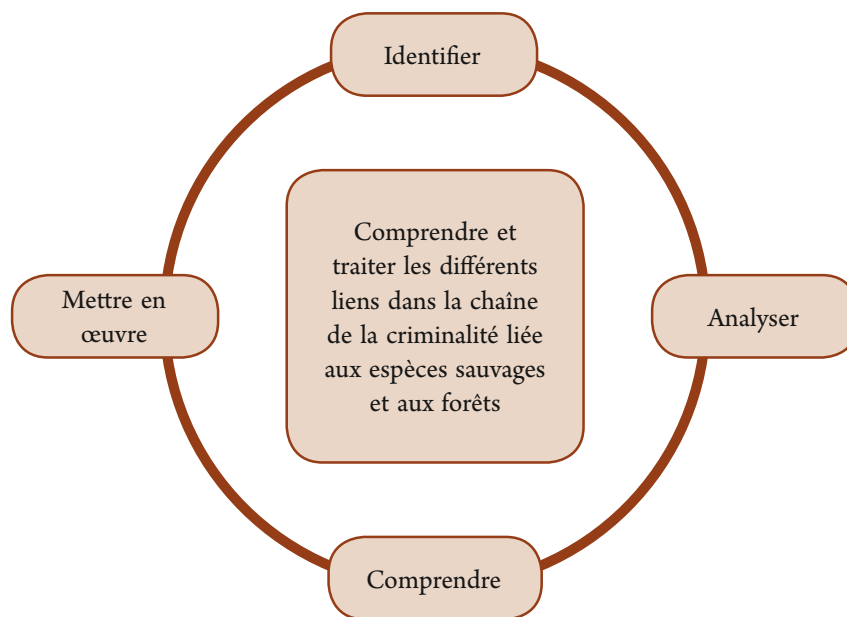 Identifier
Comprendre et
traiter les différents
liens dans la chaîne
de la criminalité liée
aux espèces sauvages
et aux forêts
Mettre en
œuvre
Analyser
Comprendre